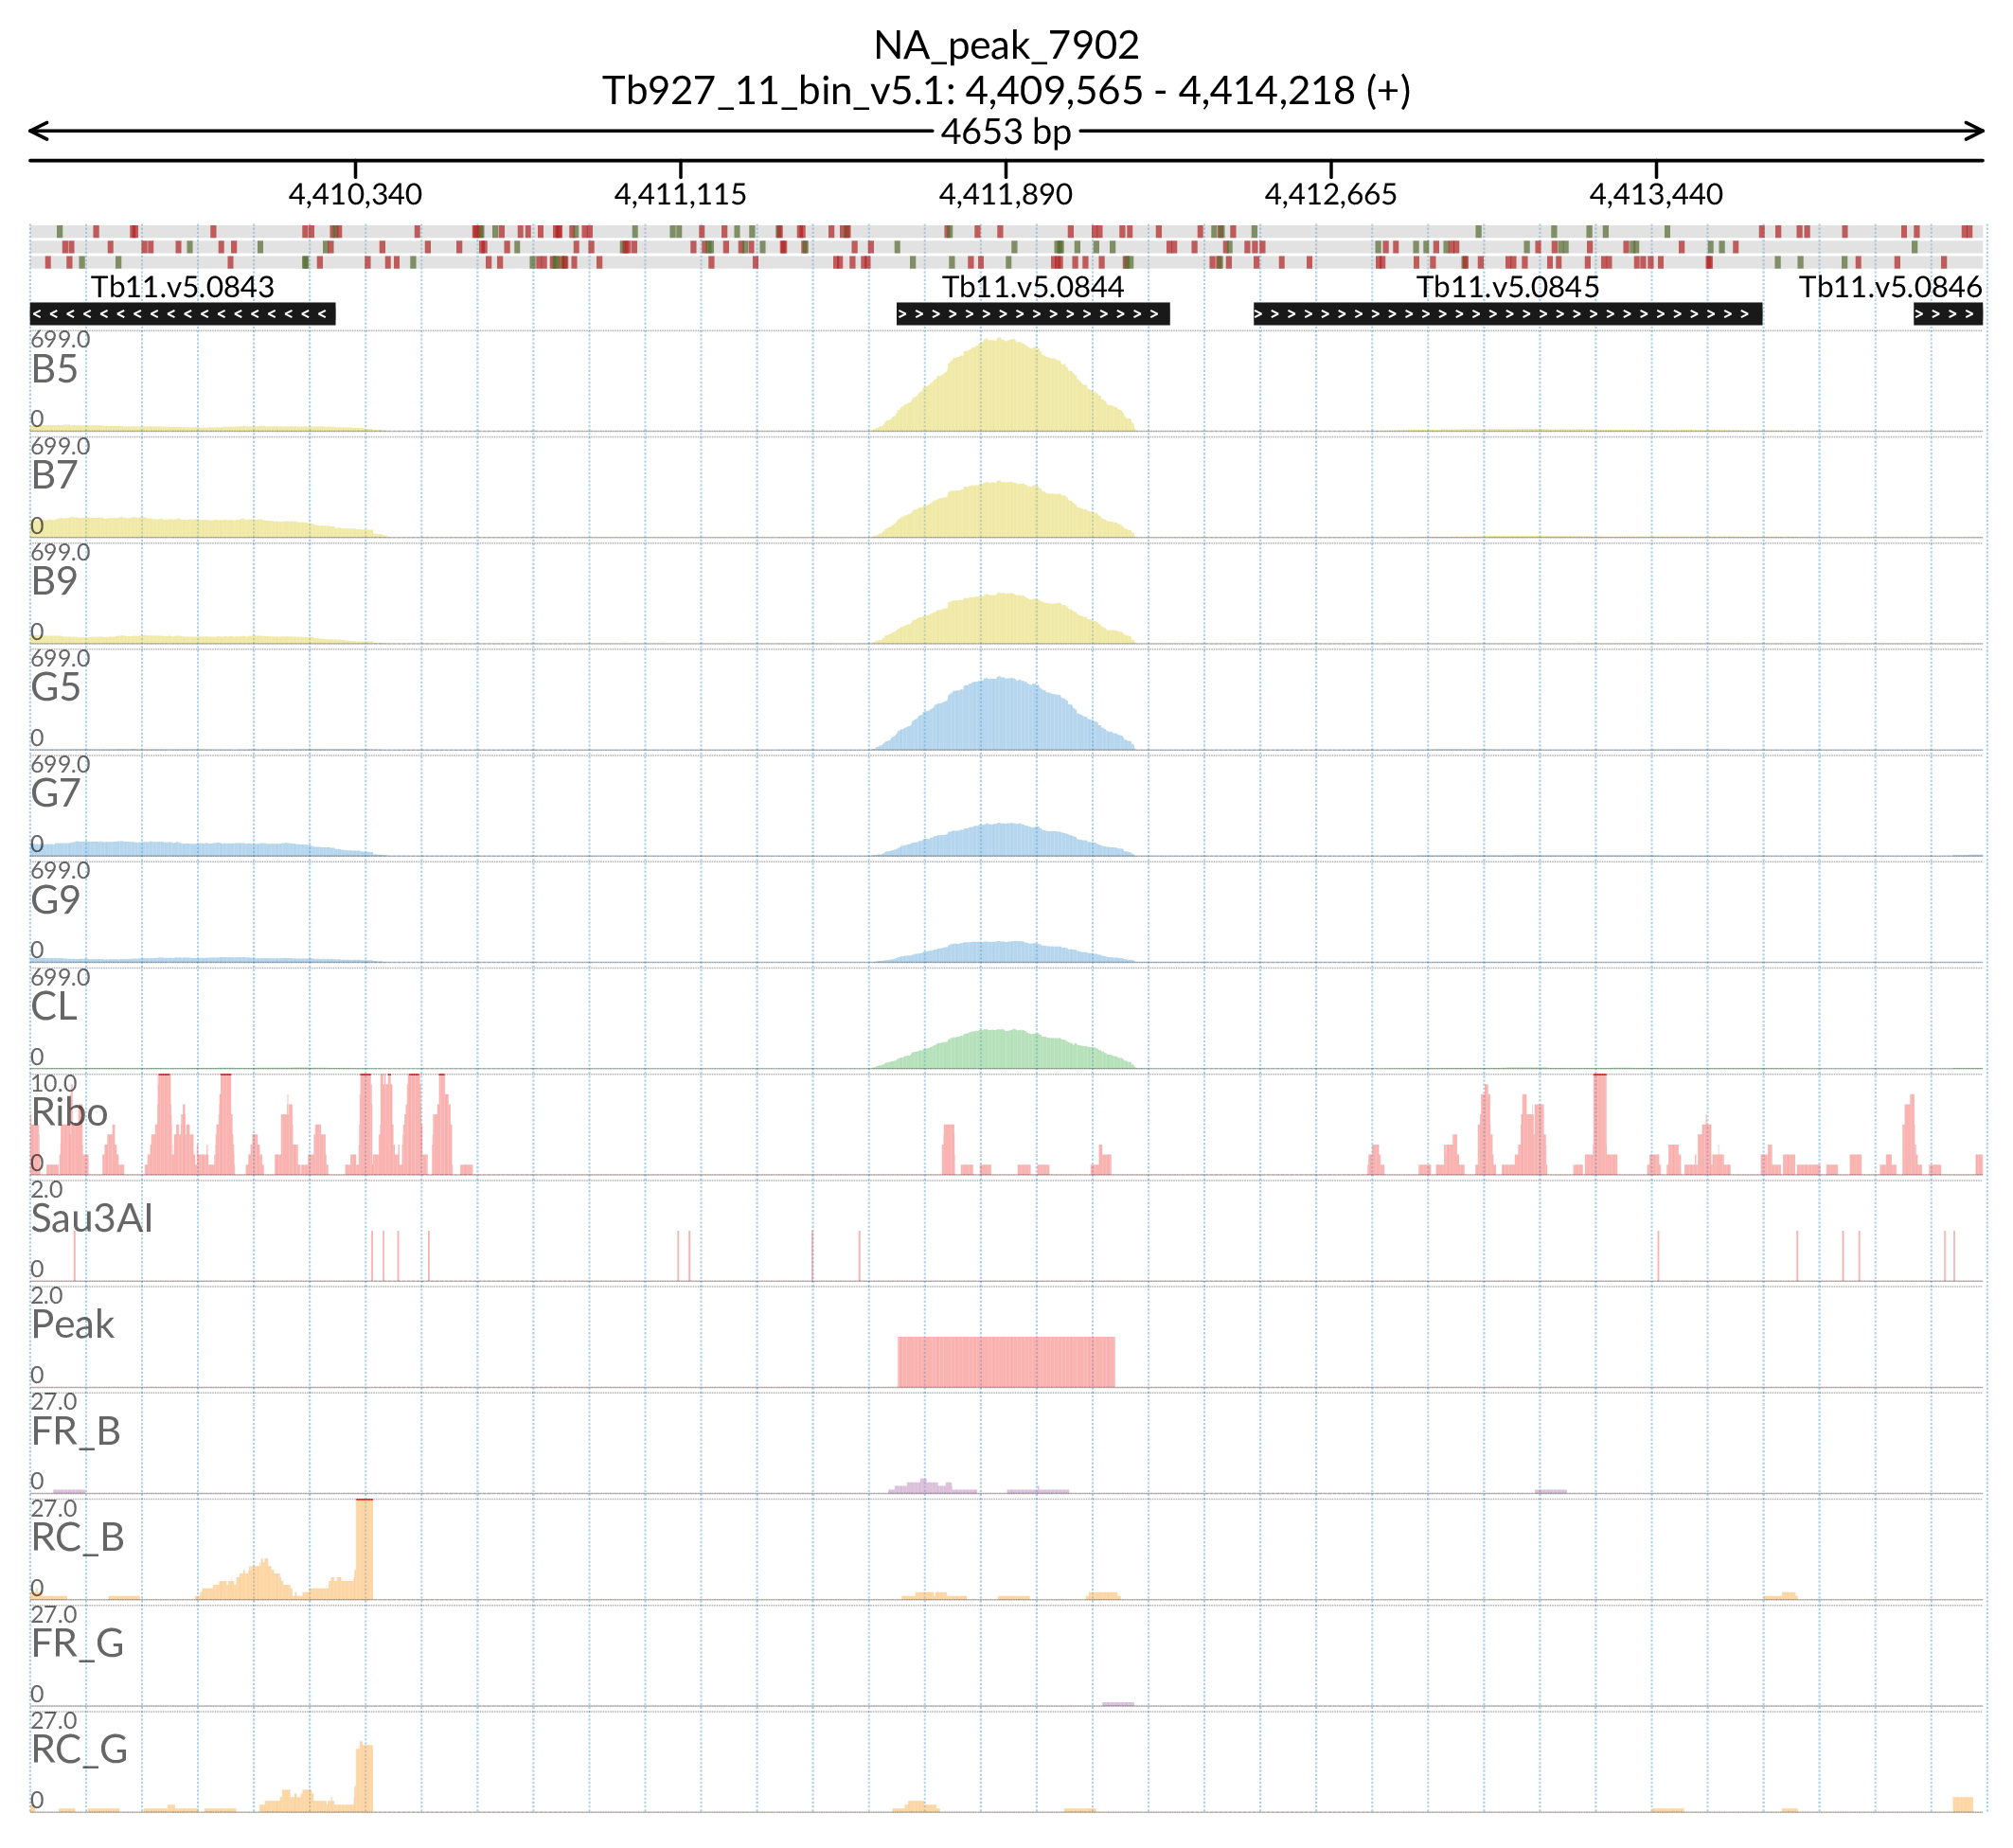 NA_peak_7902
Tb927_11_bin_v5.1: 4,409,565 - 4,414,218 (+)
4653 bp
4,410,340 4,411,115 4,411,890 4,412,665 4,413,440
Tb11.v5.0843 Tb11.v5.0844 Tb11.v5.0845 Tb11.v5.0846
699.0
B5
0
699.0
B7
0
699.0
B9
0
699.0
G5
0
699.0
G7
0
699.0
G9
0
699.0
CL
0
10.0
Ribo
0
2.0
Sau3AI
0
2.0
Peak
0
27.0
FR_B
0
27.0
RC_B
0
27.0
FR_G
0
27.0
RC_G
0